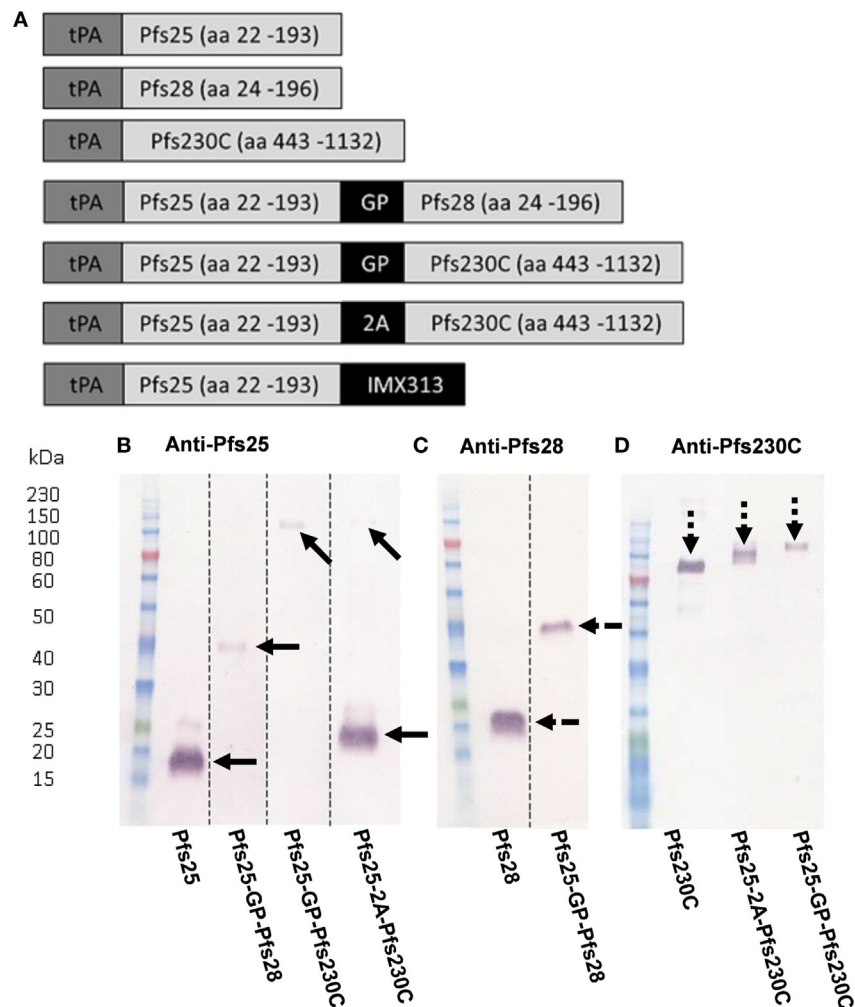 A
tPA Pfs25 (aa 22 -193)
tPA Pfs28 (aa 24 -196)
tPA Pfs230C (aa 443 -1132)
tPA Pfs25 (aa 22 -193) GP Pfs28 (aa 24 -196)
tPA Pfs25 (aa 22 -193) GP Pfs230C (aa 443 -1132)
tPA Pfs25 (aa 22 -193) 2A Pfs230C (aa 443 -1132)
tPA Pfs25 (aa 22 -193) IMX313
B Anti-Pfs25
C Anti-Pfs28
D Anti-Pfs230C
kDa
230
150
100
80
60
50
40
30
25
20
15
Pfs25
Pfs25-GP-Pfs28
Pfs25-GP-Pfs230C
Pfs25-2A-Pfs230C
Pfs28
Pfs25-GP-Pfs28
Pfs230C
Pfs25-2A-Pfs230C
Pfs25-GP-Pfs230C